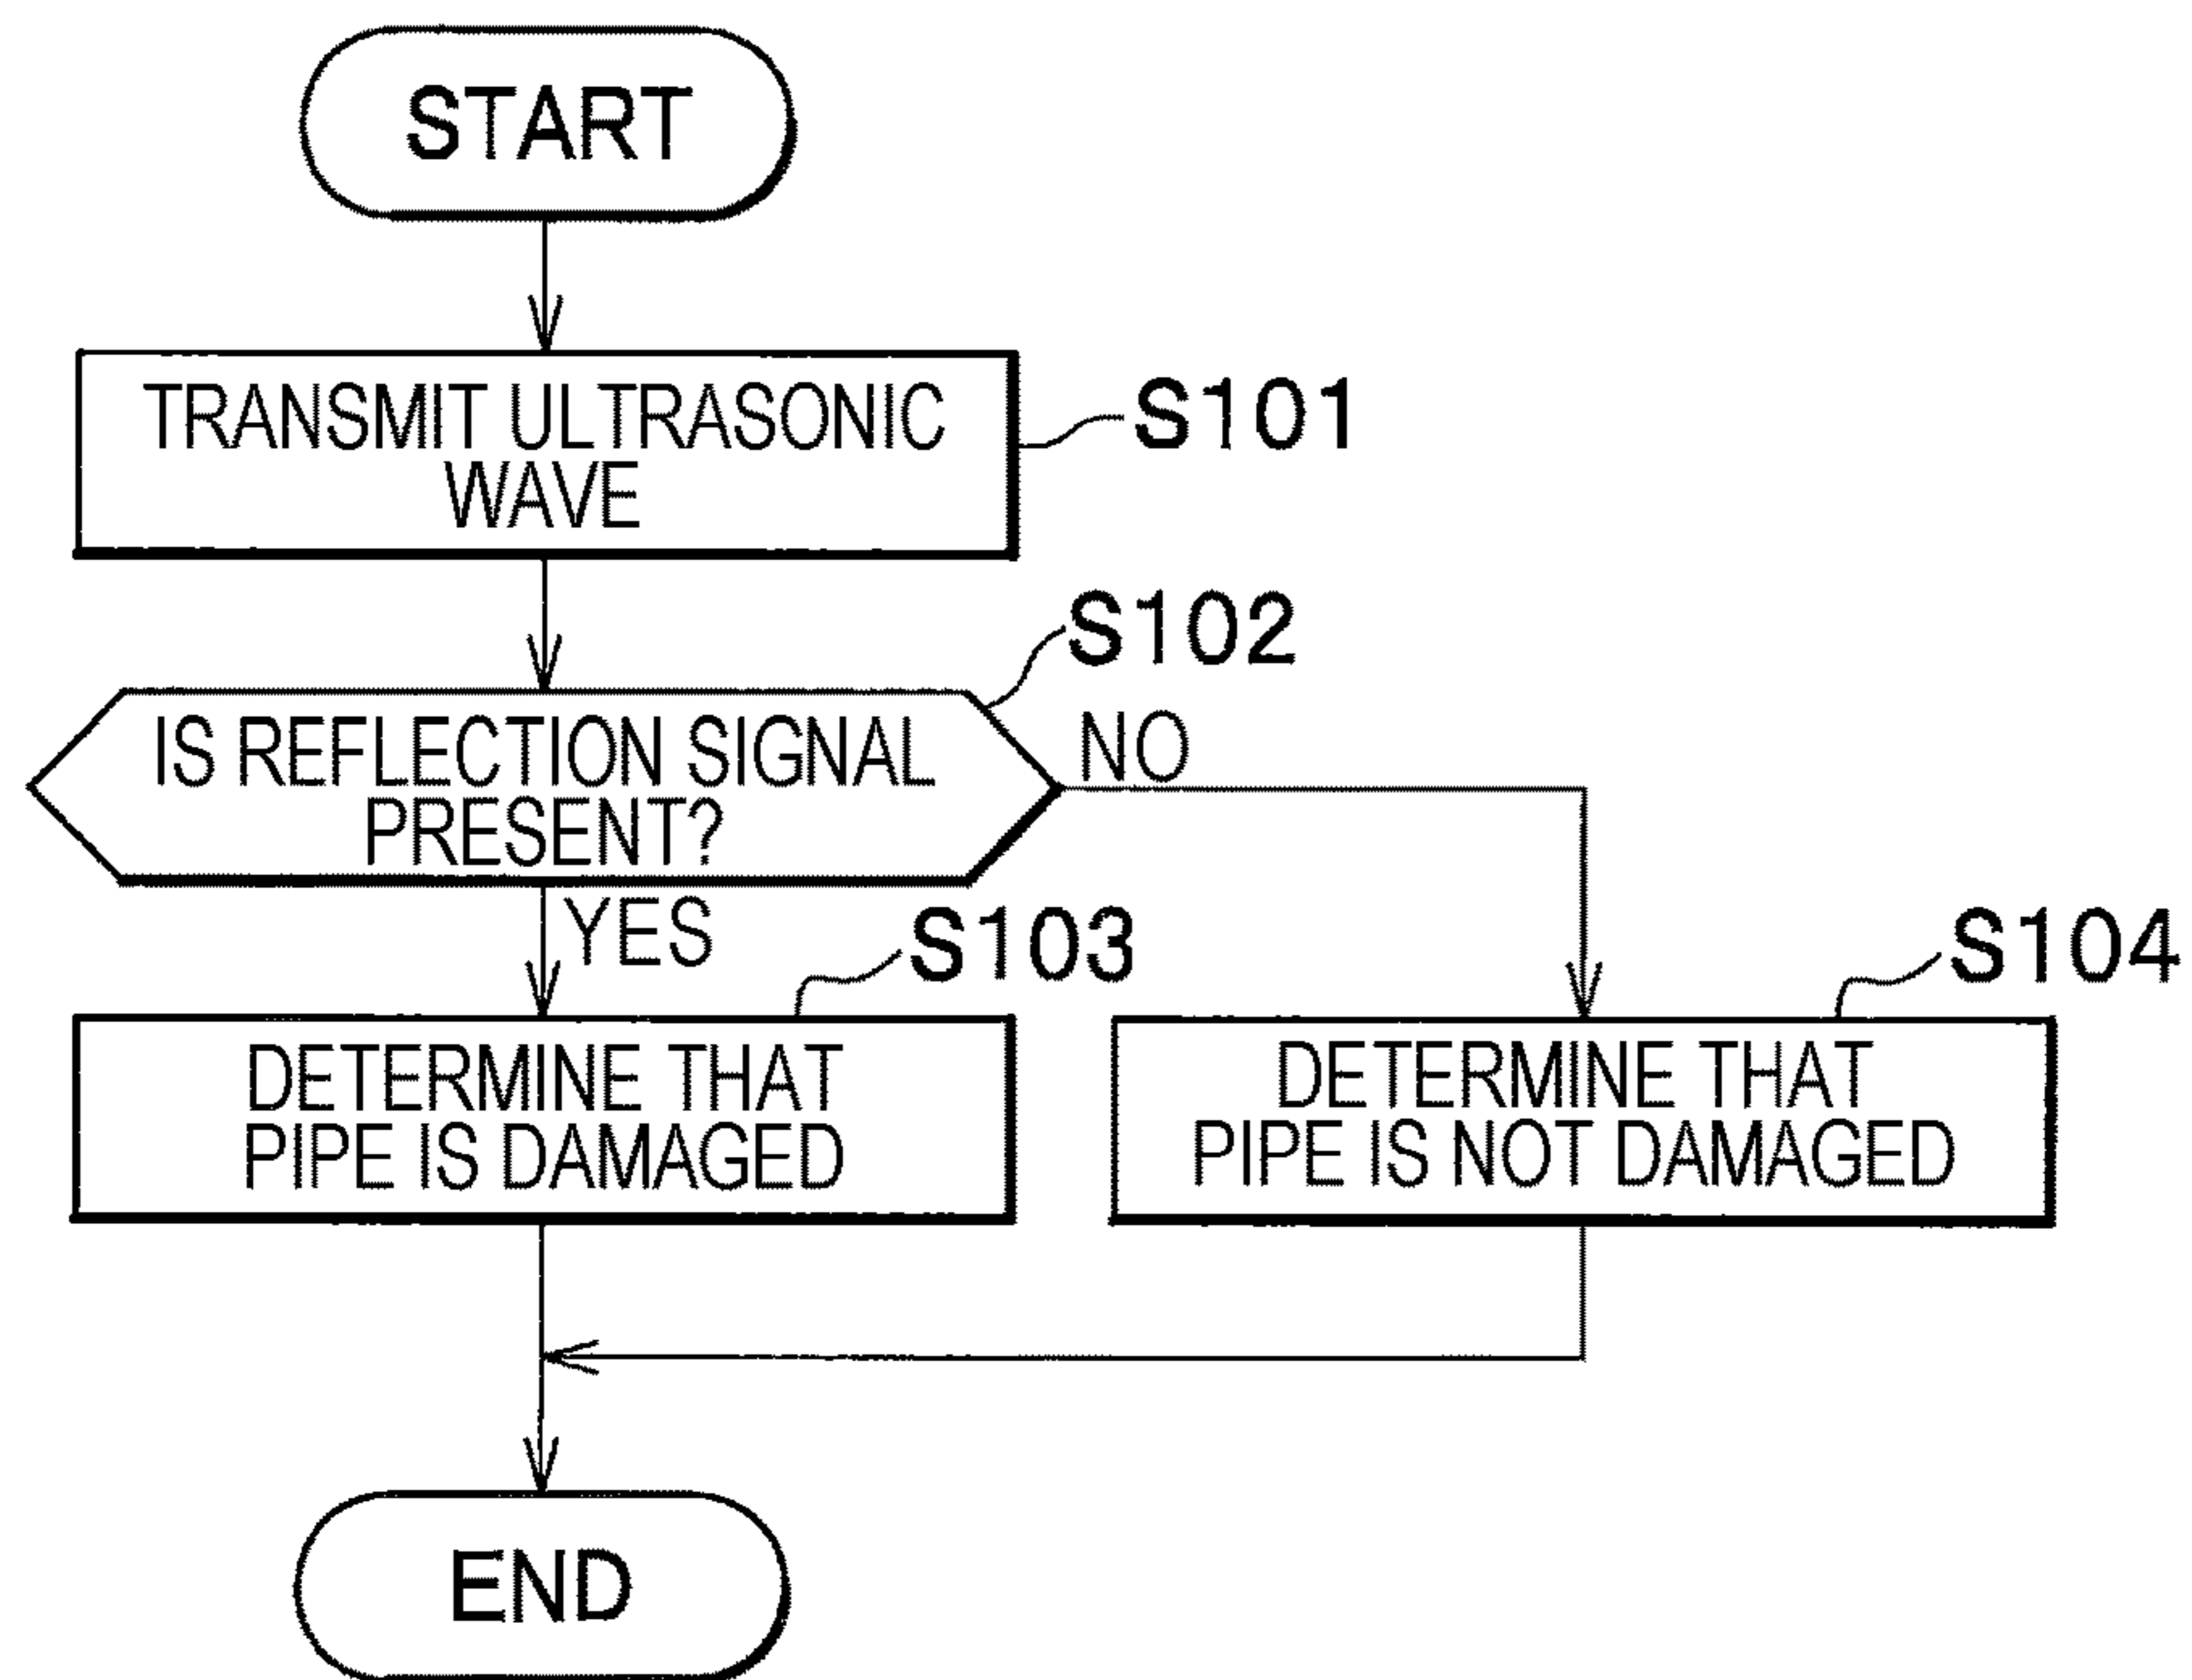 START
TRANSMIT ULTRASONIC
WAVE
S101
S102
IS REFLECTION SIGNAL
PRESENT?
NO
YES
S103
DETERMINE THAT
PIPE IS DAMAGED
S104
DETERMINE THAT
PIPE IS NOT DAMAGED
END